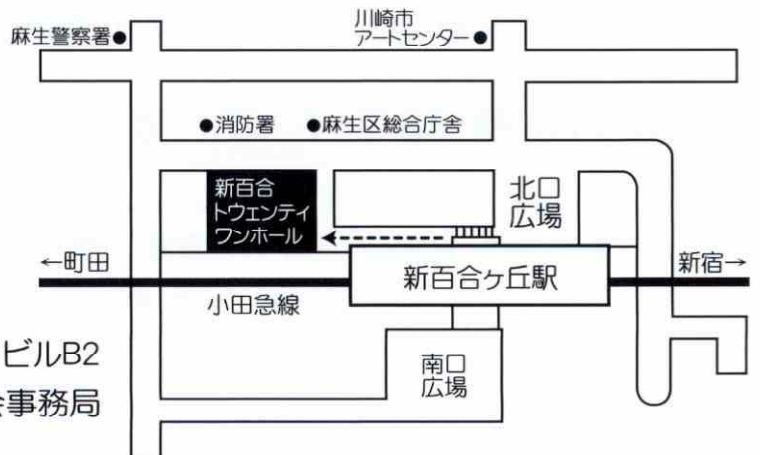 川崎市
アートセンター●
麻生警察署●
●消防署
●麻生区総合庁舎
新百合
トウェンティ
ワンホール
北口
広場
←町田
新百合ヶ丘駅
新宿→
小田急線
ビルB2
南口
広場
会事務局